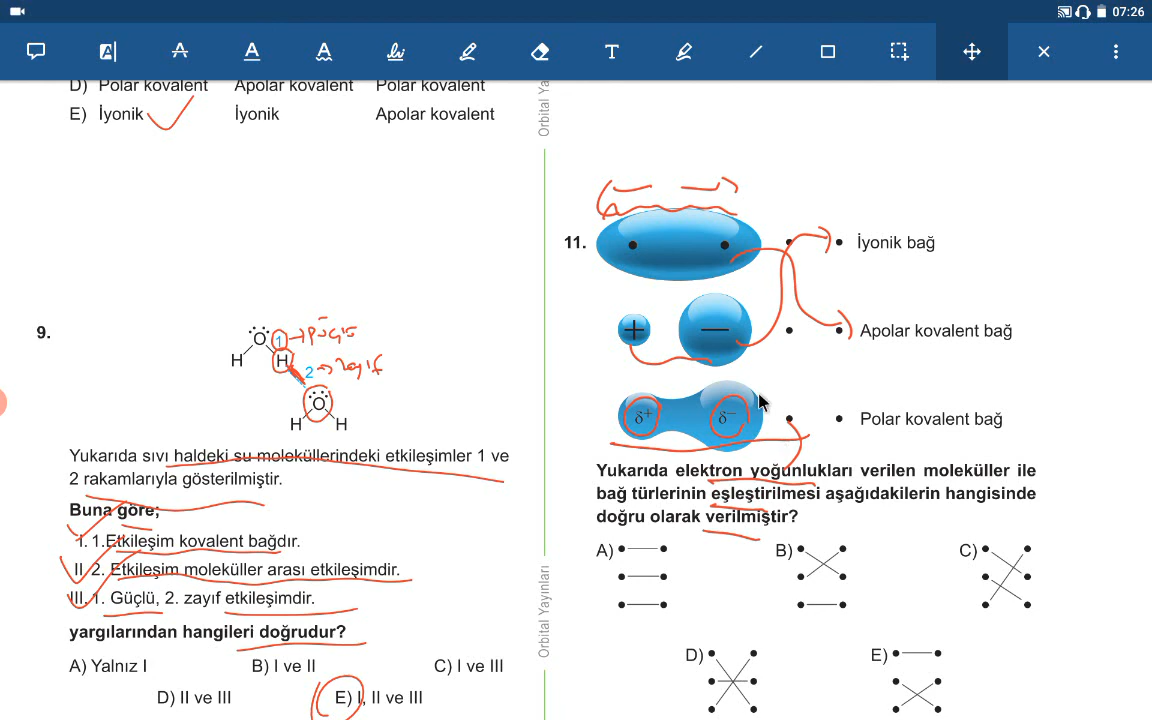 07:26
D) Polar kovalent Apolar kovalent Polar kovalent
E) İyonik İyonik Apolar kovalent
9.
O 1 → güçlü
H H
2 → zayıf
O
H H
Yukarıda sıvı haldeki su moleküllerindeki etkileşimler 1 ve
2 rakamlarıyla gösterilmiştir.
Buna göre;
I. 1.Etkileşim kovalent bağdır.
II. 2. Etkileşim moleküller arası etkileşimdir.
III. 1. Güçlü, 2. zayıf etkileşimdir.
yargılarından hangileri doğrudur?
A) Yalnız I B) I ve II C) I ve III
D) II ve III E) I, II ve III
Orbital Ya
Orbital Yayınları
11.
İyonik bağ
+ − Apolar kovalent bağ
δ+ δ− Polar kovalent bağ
Yukarıda elektron yoğunlukları verilen moleküller ile
bağ türlerinin eşleştirilmesi aşağıdakilerin hangisinde
doğru olarak verilmiştir?
A) B) C)
D) E)